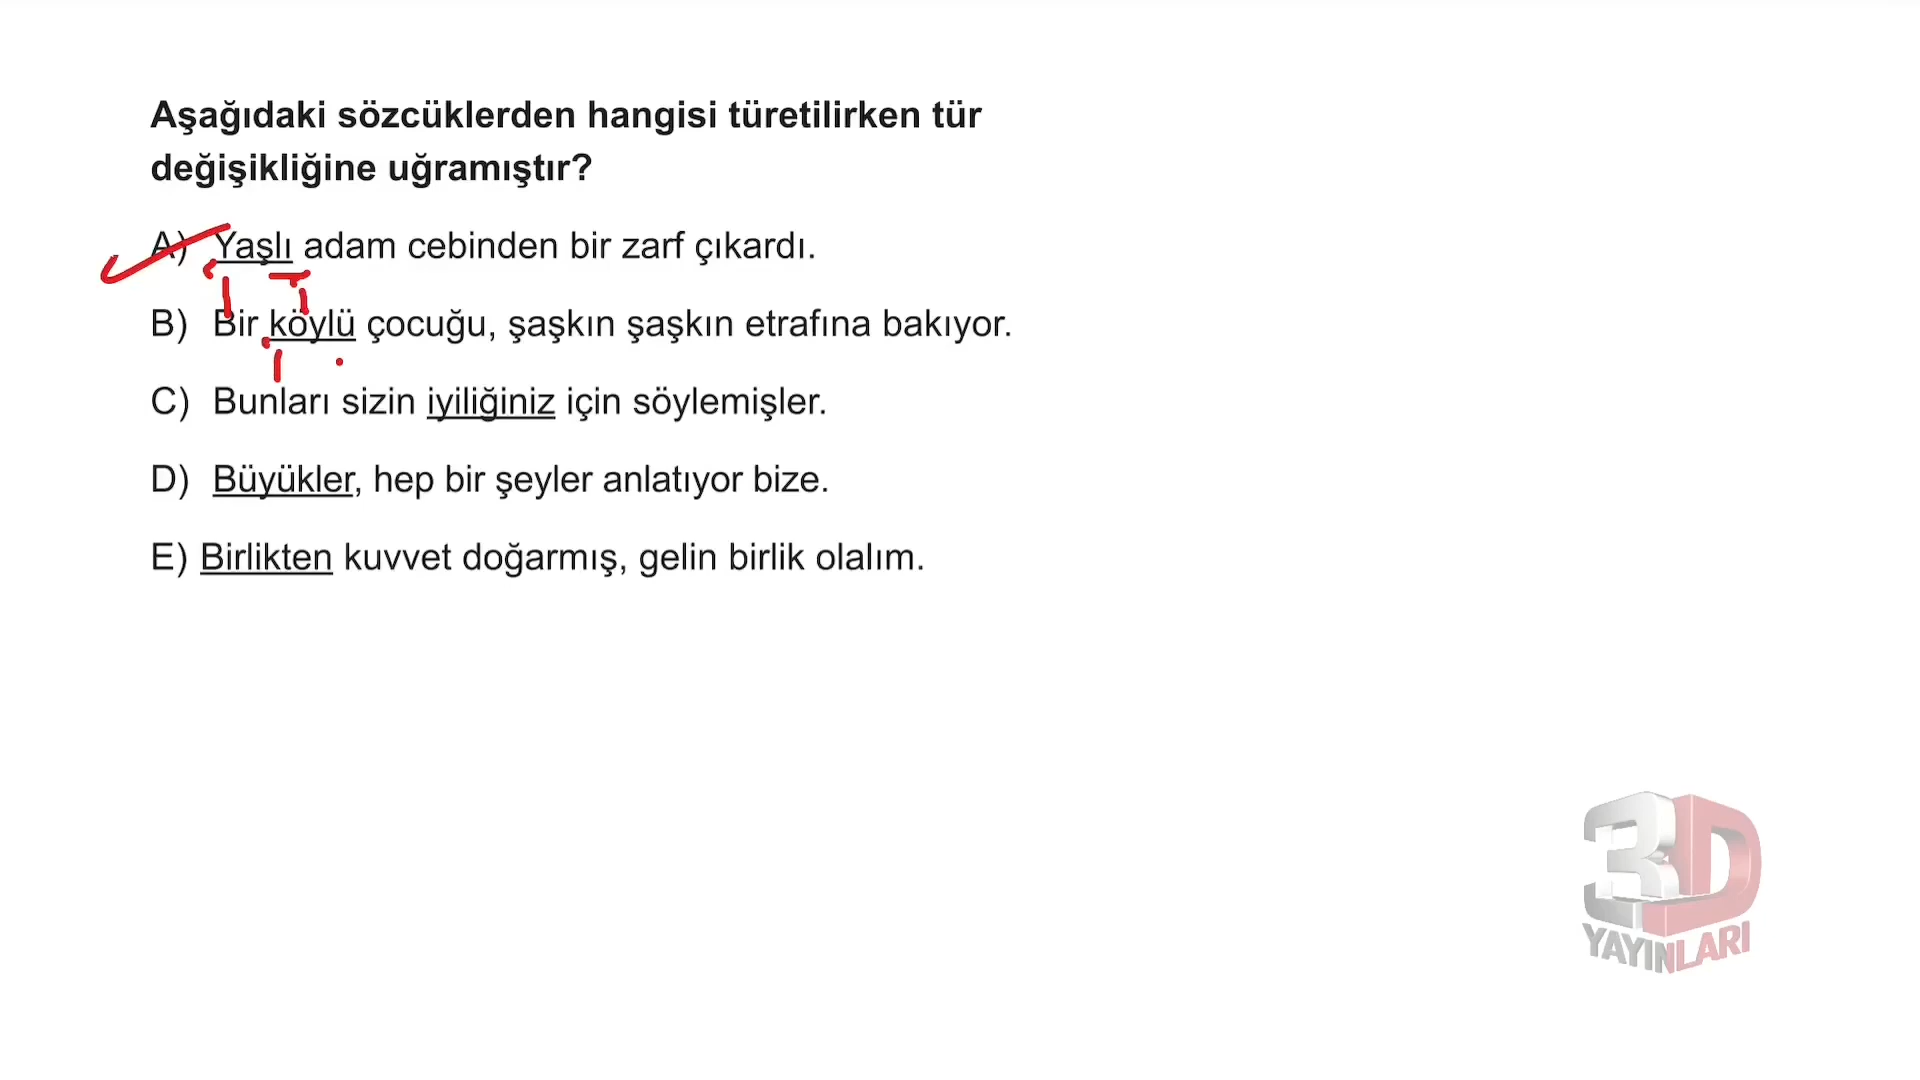 Aşağıdaki sözcüklerden hangisi türetilirken tür
değişikliğine uğramıştır?
A) Yaşlı adam cebinden bir zarf çıkardı.
B) Bir köylü çocuğu, şaşkın şaşkın etrafına bakıyor.
C) Bunları sizin iyiliğiniz için söylemişler.
D) Büyükler, hep bir şeyler anlatıyor bize.
E) Birlikten kuvvet doğarmış, gelin birlik olalım.
3D
YAYINLARI